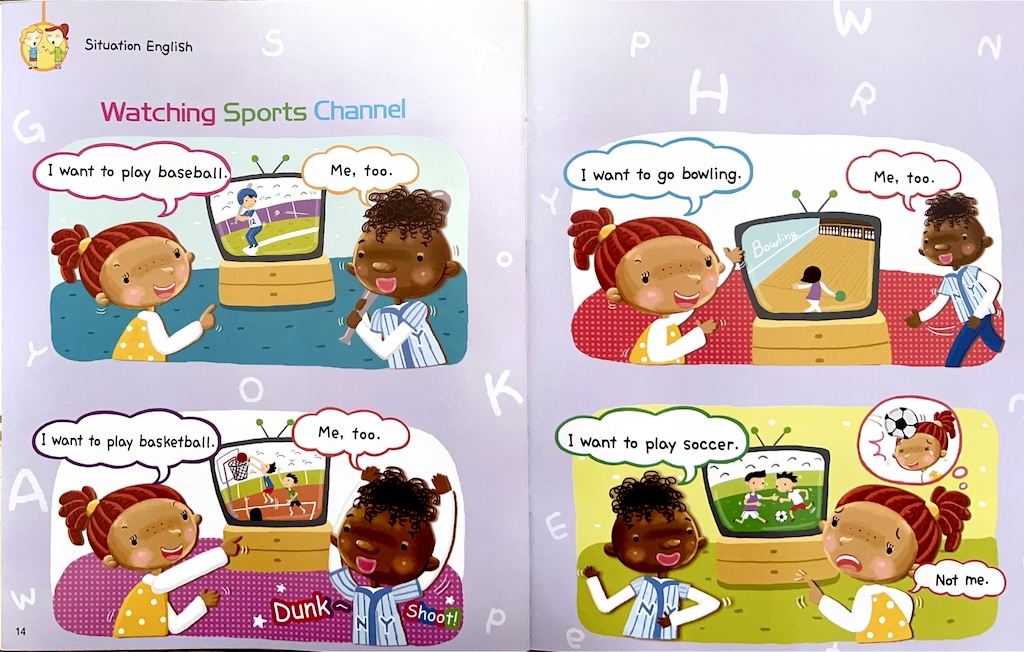 Situation English
Watching Sports Channel
I want to play baseball.
Me, too.
12
I want to play basketball.
Me, too.
Dunk ~
Shoot!
N Y
14
I want to go bowling.
Me, too.
Bowling
N Y
I want to play soccer.
N Y
Not me.
S
T
G
Y
O
K
A
W
P
W
P
N
H
R
Y
O
E
e